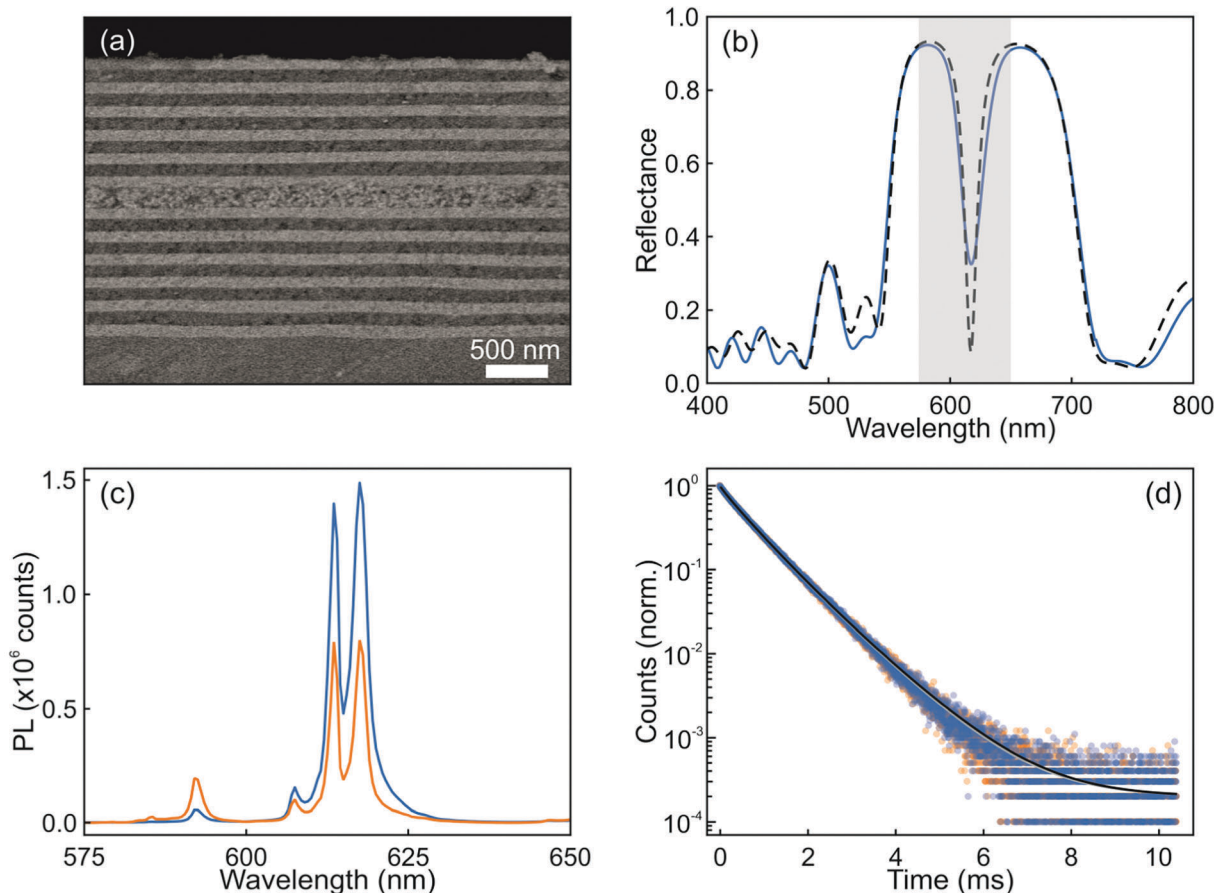 (a)
500 nm
(b)
Reflectance
1.0
0.8
0.6
0.4
0.2
0.0
400
500
600
700
800
Wavelength (nm)
(c)
PL (x10⁶ counts)
1.5
1.0
0.5
0.0
575
600
625
650
Wavelength (nm)
(d)
Counts (norm.)
10⁰
10⁻¹
10⁻²
10⁻³
10⁻⁴
0
2
4
6
8
10
Time (ms)